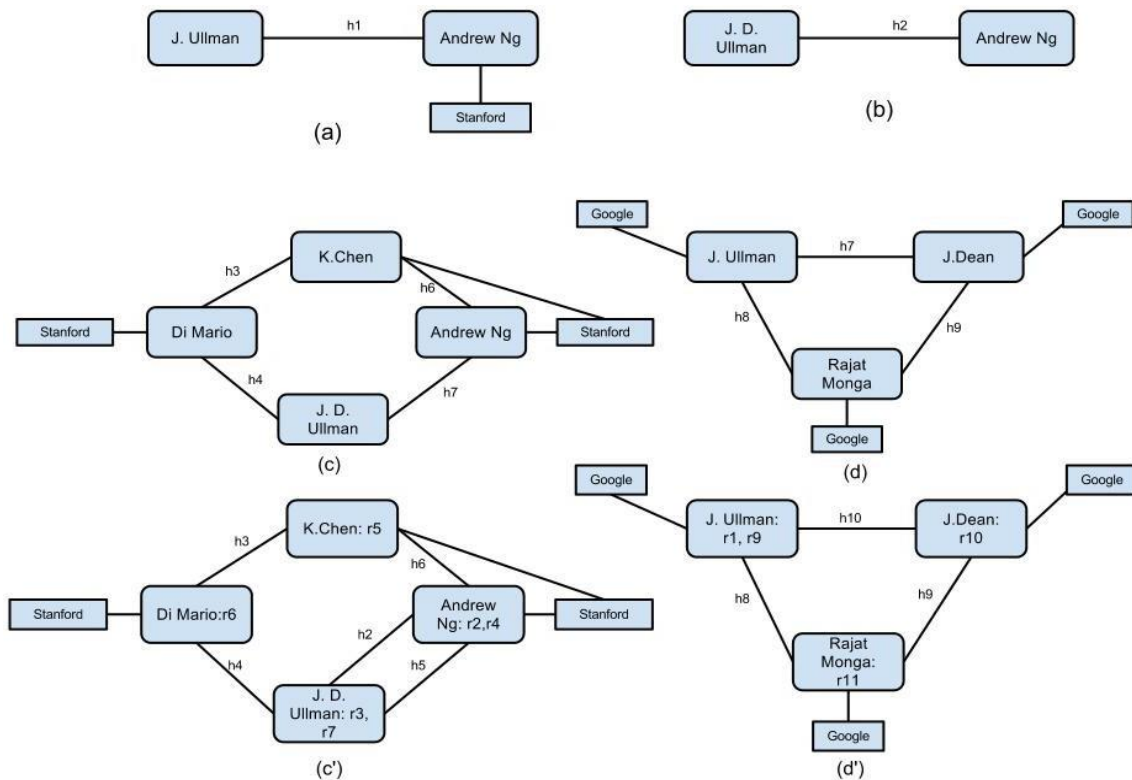 J. Ullman
h1
Andrew Ng
Stanford
(a)
J. D.
Ullman
h2
Andrew Ng
(b)
K.Chen
h3
h6
Stanford
Di Mario
Andrew Ng
Stanford
h4
h7
J. D.
Ullman
(c)
Google
Google
J. Ullman
h7
J.Dean
h8
h9
Rajat
Monga
Google
(d)
K.Chen: r5
h3
h6
Stanford
Di Mario:r6
Andrew
Ng: r2,r4
Stanford
h2
h4
h5
J. D.
Ullman: r3,
r7
(c')
Google
Google
J. Ullman:
r1, r9
h10
J.Dean:
r10
h8
h9
Rajat
Monga:
r11
Google
(d')